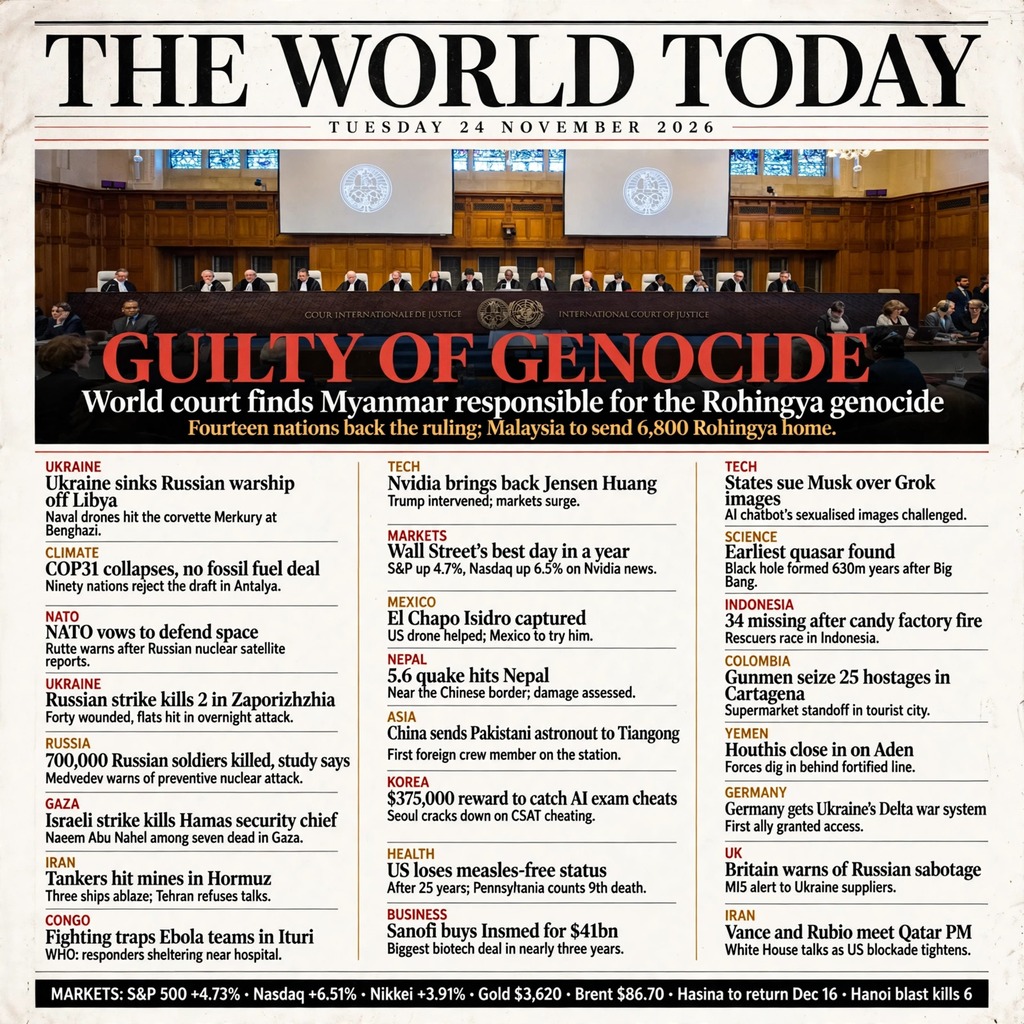 THE WORLD TODAY
TUESDAY 24 NOVEMBER 2026
COUR INTERNATIONALE DE JUSTICE
INTERNATIONAL COURT OF JUSTICE
GUILTY OF GENOCIDE
World court finds Myanmar responsible for the Rohingya genocide
Fourteen nations back the ruling; Malaysia to send 6,800 Rohingya home.
UKRAINE
Ukraine sinks Russian warship
off Libya
Naval drones hit the corvette Merkury at
Benghazi.
CLIMATE
COP31 collapses, no fossil fuel deal
Ninety nations reject the draft in Antalya.
NATO
NATO vows to defend space
Rutte warns after Russian nuclear satellite
reports.
UKRAINE
Russian strike kills 2 in Zaporizhzhia
Forty wounded, flats hit in overnight attack.
RUSSIA
700,000 Russian soldiers killed, study says
Medvedev warns of preventive nuclear attack.
GAZA
Israeli strike kills Hamas security chief
Naeem Abu Nahel among seven dead in Gaza.
IRAN
Tankers hit mines in Hormuz
Three ships ablaze; Tehran refuses talks.
CONGO
Fighting traps Ebola teams in Ituri
WHO: responders sheltering near hospital.
TECH
Nvidia brings back Jensen Huang
Trump intervened; markets surge.
MARKETS
Wall Street's best day in a year
S&P up 4.7%, Nasdaq up 6.5% on Nvidia news.
MEXICO
El Chapo Isidro captured
US drone helped; Mexico to try him.
NEPAL
5.6 quake hits Nepal
Near the Chinese border; damage assessed.
ASIA
China sends Pakistani astronout to Tiangong
First foreign crew member on the station.
KOREA
$375,000 reward to catch AI exam cheats
Seoul cracks down on CSAT cheating.
HEALTH
US loses measles-free status
After 25 years; Pennsylvania counts 9th death.
BUSINESS
Sanofi buys Insmed for $41bn
Biggest biotech deal in nearly three years.
TECH
States sue Musk over Grok
images
AI chatbot's sexualised images challenged.
SCIENCE
Earliest quasar found
Black hole formed 630m years after Big
Bang.
INDONESIA
34 missing after candy factory fire
Rescuers race in Indonesia.
COLOMBIA
Gunmen seize 25 hostages in
Cartagena
Supermarket standoff in tourist city.
YEMEN
Houthis close in on Aden
Forces dig in behind fortified line.
GERMANY
Germany gets Ukraine's Delta war system
First ally granted access.
UK
Britain warns of Russian sabotage
MI5 alert to Ukraine suppliers.
IRAN
Vance and Rubio meet Qatar PM
White House talks as US blockade tightens.
MARKETS: S&P 500 +4.73% · Nasdaq +6.51% · Nikkei +3.91% · Gold $3,620 · Brent $86.70 · Hasina to return Dec 16 · Hanoi blast kills 6